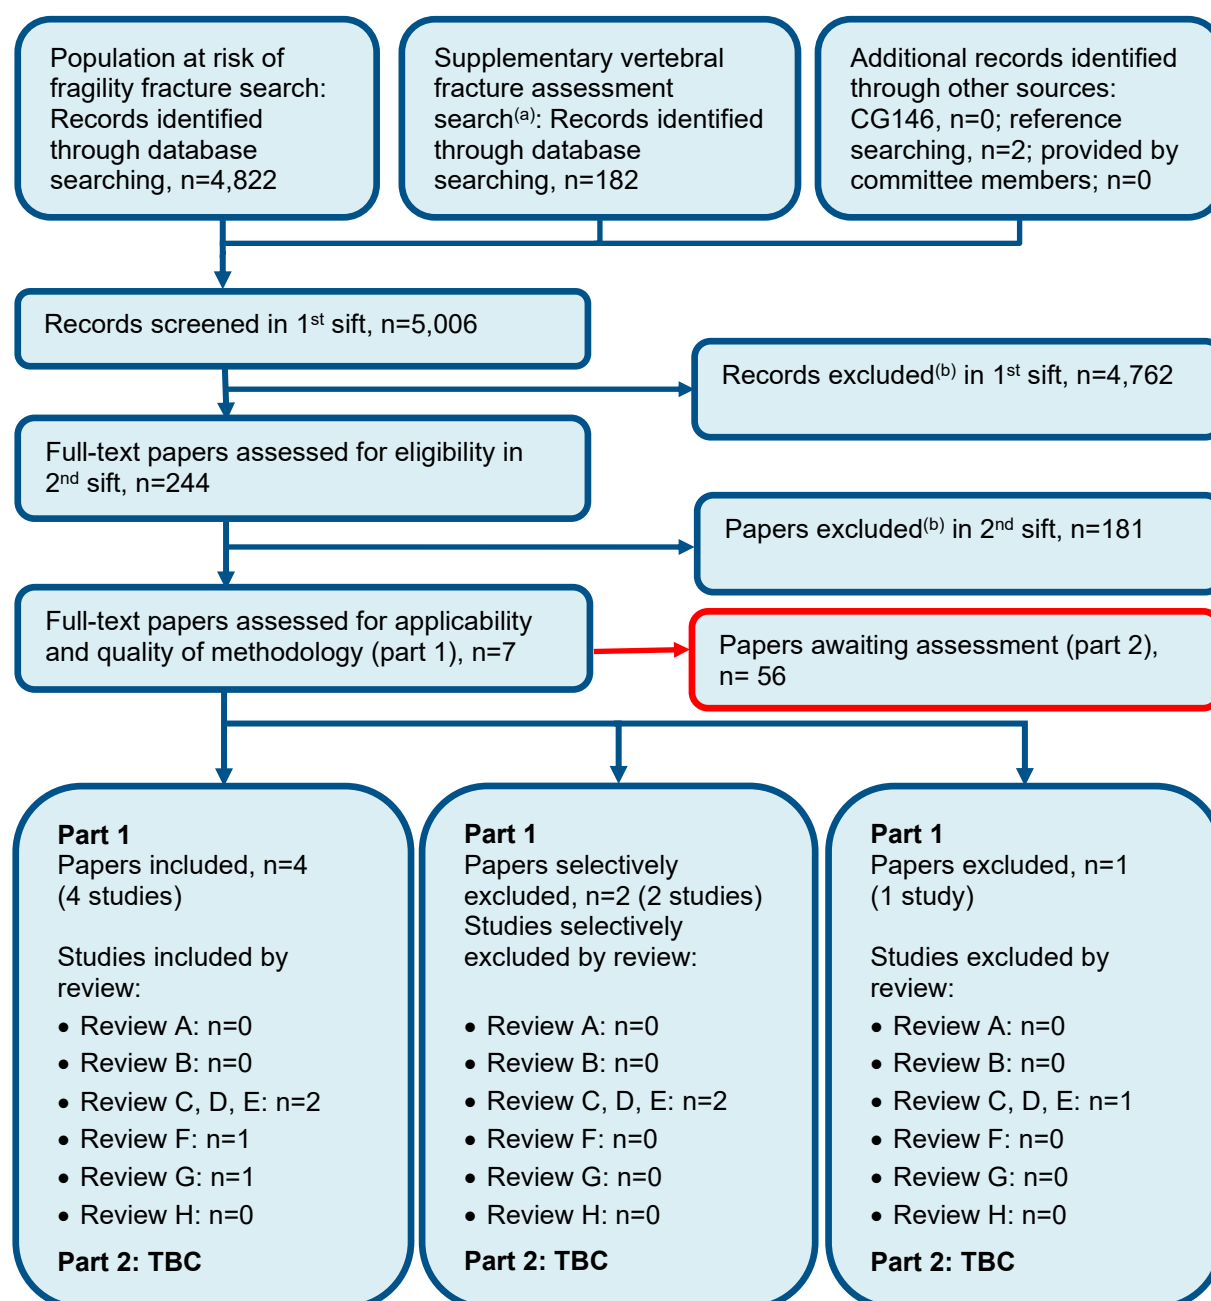 Population at risk of
fragility fracture search:
Records identified
through database
searching, n=4,822
Supplementary vertebral
fracture assessment
search(a): Records identified
through database
searching, n=182
Additional records identified
through other sources:
CG146, n=0; reference
searching, n=2; provided by
committee members; n=0
Records screened in 1st sift, n=5,006
Records excluded(b) in 1st sift, n=4,762
Full-text papers assessed for eligibility in
2nd sift, n=244
Papers excluded(b) in 2nd sift, n=181
Full-text papers assessed for applicability
and quality of methodology (part 1), n=7
Papers awaiting assessment (part 2),
n= 56
Part 1
Papers included, n=4
(4 studies)
Studies included by
review:
• Review A: n=0
• Review B: n=0
• Review C, D, E: n=2
• Review F: n=1
• Review G: n=1
• Review H: n=0
Part 2: TBC
Part 1
Papers selectively
excluded, n=2 (2 studies)
Studies selectively
excluded by review:
• Review A: n=0
• Review B: n=0
• Review C, D, E: n=2
• Review F: n=0
• Review G: n=0
• Review H: n=0
Part 2: TBC
Part 1
Papers excluded, n=1
(1 study)
Studies excluded by
review:
• Review A: n=0
• Review B: n=0
• Review C, D, E: n=1
• Review F: n=0
• Review G: n=0
• Review H: n=0
Part 2: TBC